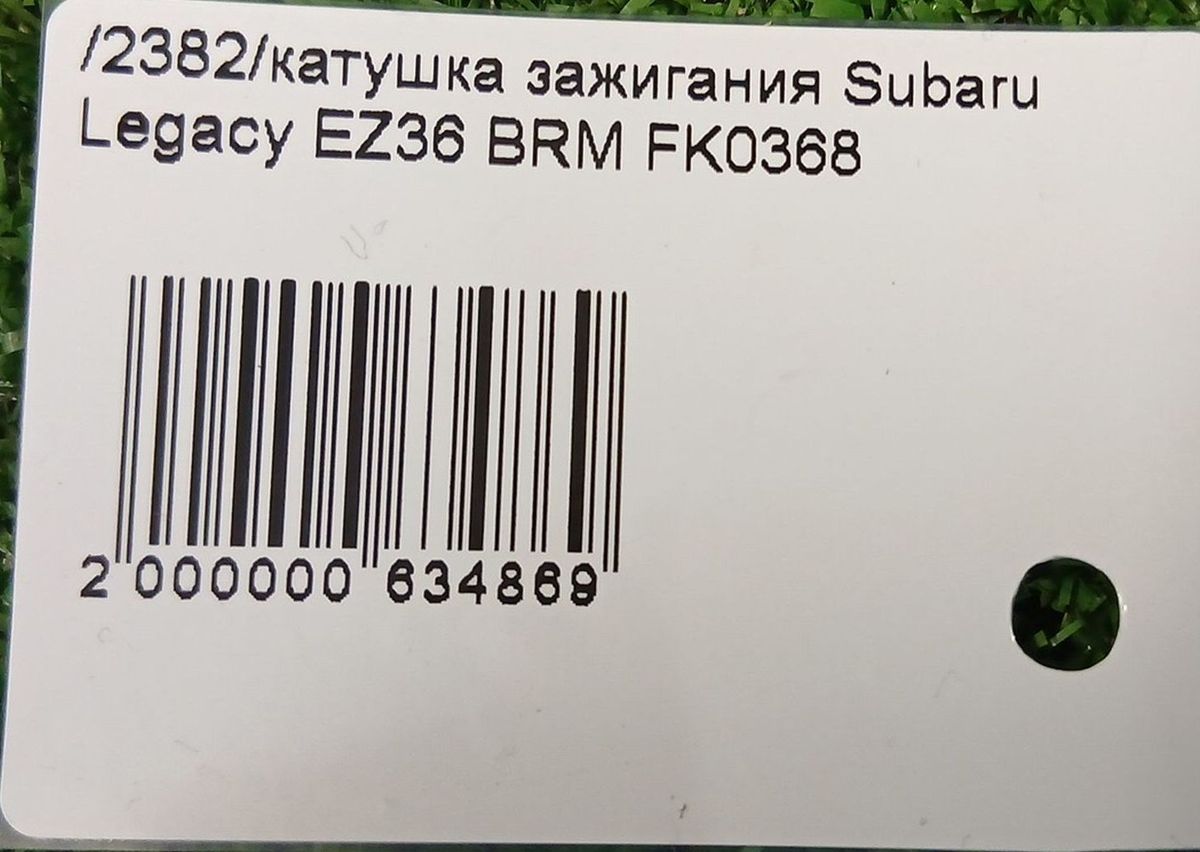 /2382/катушка зажигания Subaru
Legacy EZ36 BRM FK0368
2 000000 634869